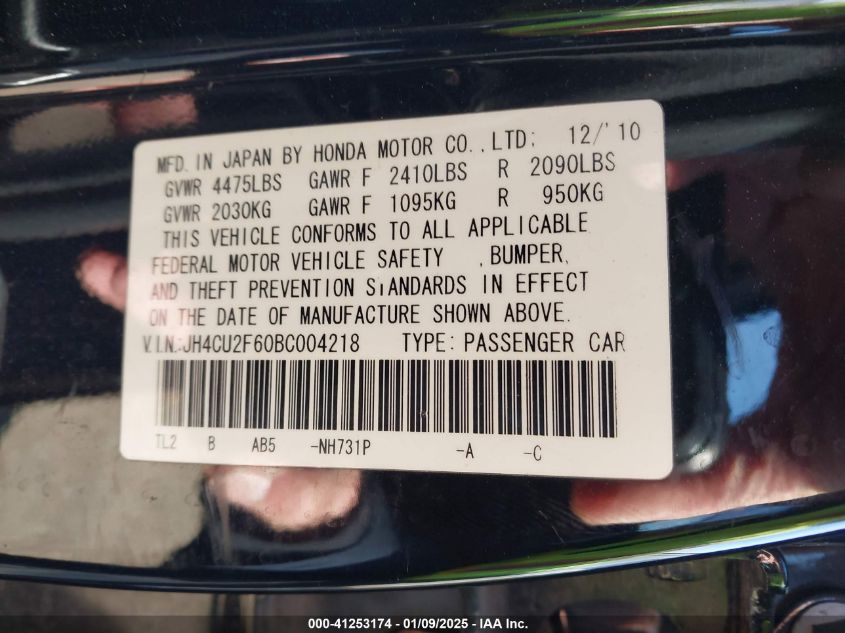 MFD. IN JAPAN BY HONDA MOTOR CO., LTD; 12/'10
GVWR 4475LBS GAWR F 2410LBS R 2090LBS
GVWR 2030KG GAWR F 1095KG R 950KG
THIS VEHICLE CONFORMS TO ALL APPLICABLE
FEDERAL MOTOR VEHICLE SAFETY , BUMPER,
AND THEFT PREVENTION STANDARDS IN EFFECT
ON THE DATE OF MANUFACTURE SHOWN ABOVE.
V.I.N.:JH4CU2F60BC004218 TYPE: PASSENGER CAR
TL2 B AB5 -NH731P -A -C
000-41253174 - 01/09/2025 - IAA Inc.